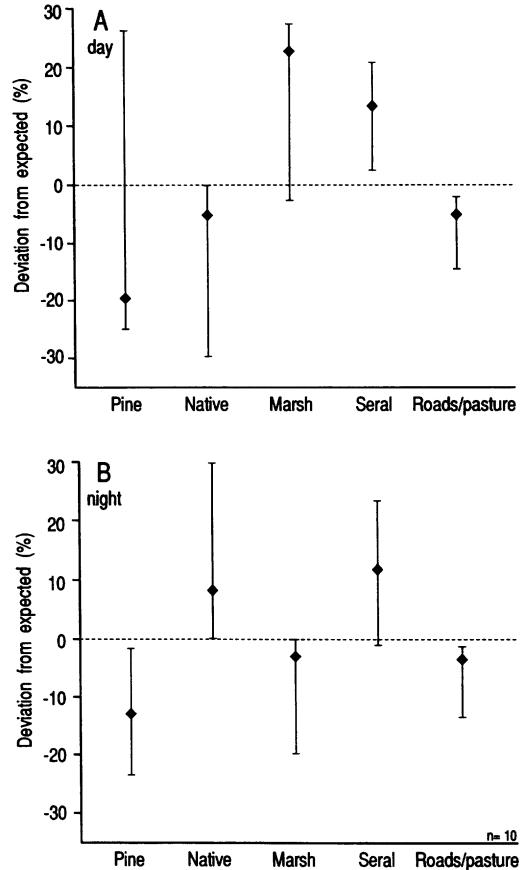 A
day
Deviation from expected (%)
30
20
10
0
-10
-20
-30
Pine Native Marsh Seral Roads/pasture
B
night
Deviation from expected (%)
30
20
10
0
-10
-20
-30
n= 10
Pine Native Marsh Seral Roads/pasture